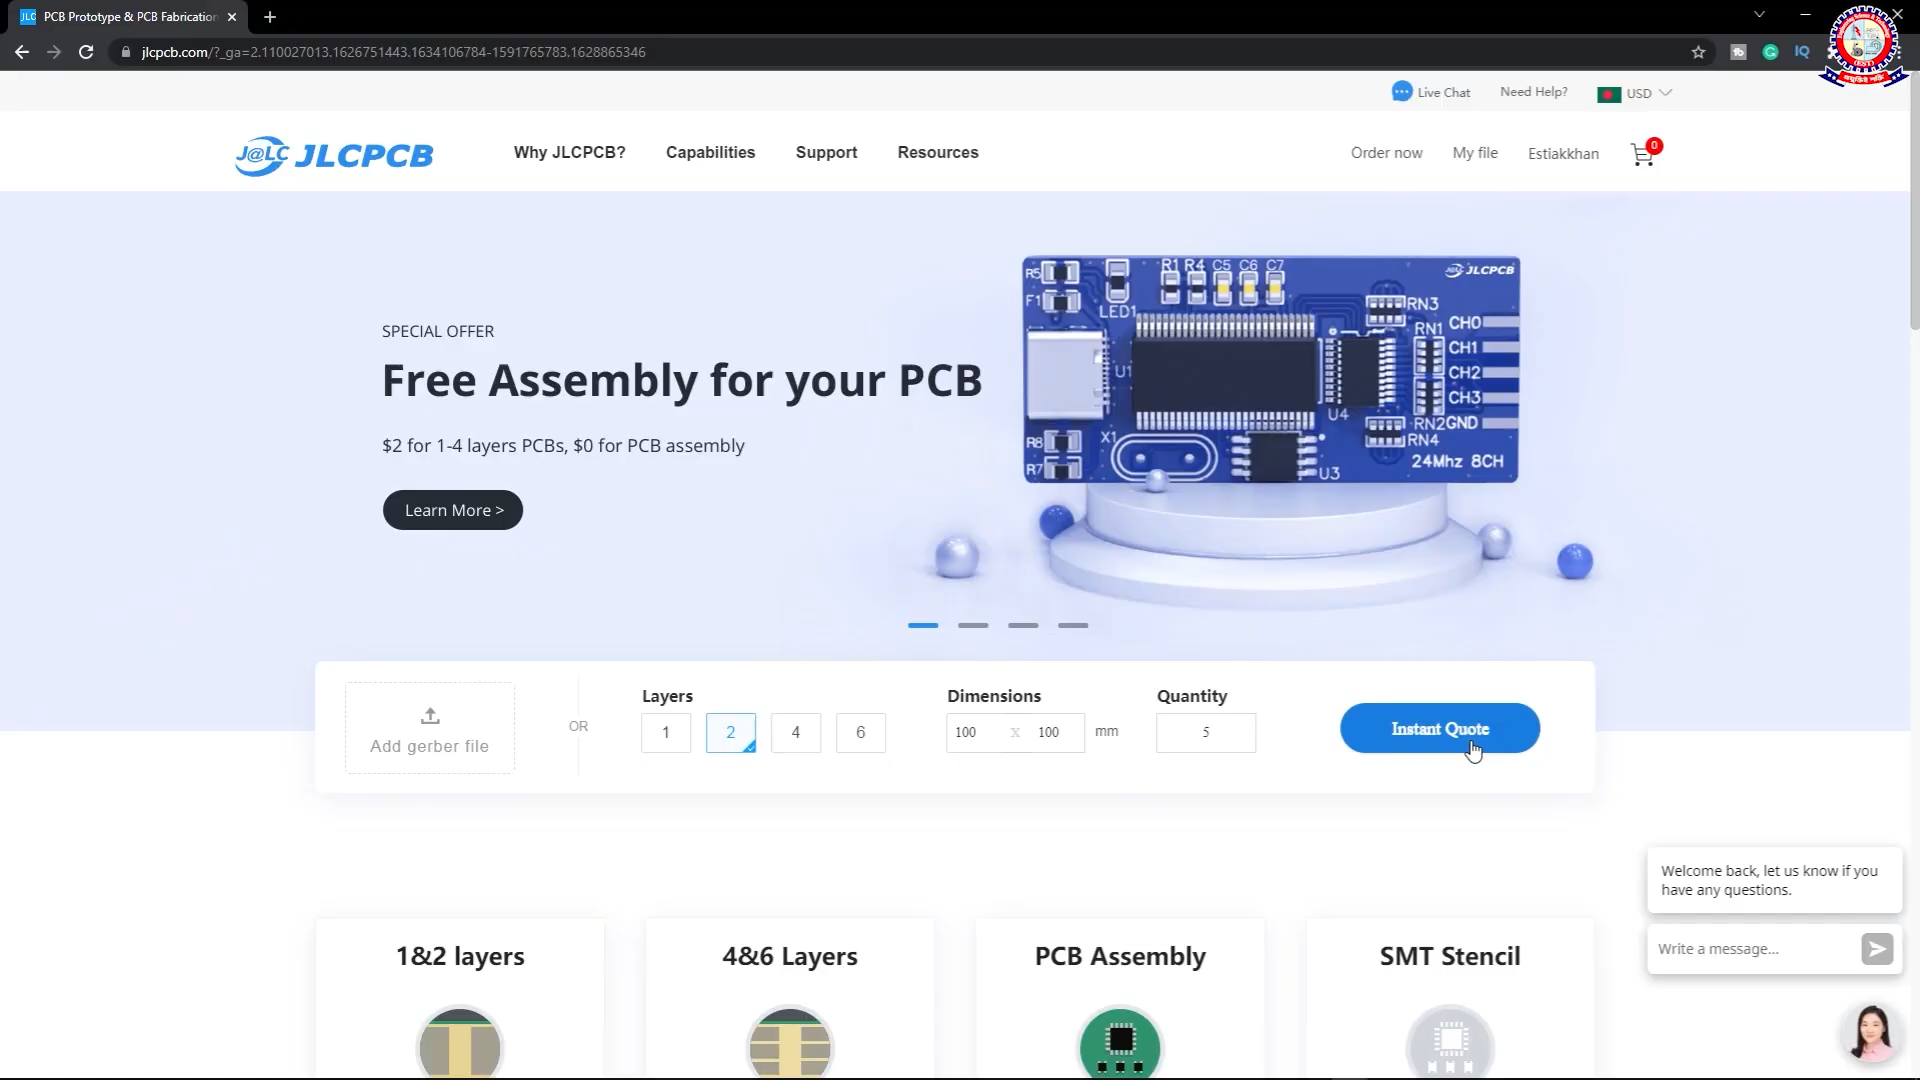 JLC PCB Prototype & PCB Fabrication
jlcpcb.com/?_ga=2.110027013.1626751443.1634106784-1591765783.1628865346
IQ
(EST)
Live Chat
Need Help?
USD
J@LC JLCPCB
Why JLCPCB?
Capabilities
Support
Resources
Order now
My file
Estiakkhan
0
SPECIAL OFFER
Free Assembly for your PCB
$2 for 1-4 layers PCBs, $0 for PCB assembly
Learn More >
R5
F1
LED1
R1 R4 C5 C6 C7
J@LC JLCPCB
RN3
RN1
CH0
CH1
CH2
CH3
RN2 GND
RN4
U1
U4
R8
R7
X1
U3
24Mhz 8CH
Add gerber file
OR
Layers
1
2
4
6
Dimensions
100 x 100 mm
Quantity
5
Instant Quote
1&2 layers
4&6 Layers
PCB Assembly
SMT Stencil
Welcome back, let us know if you
have any questions.
Write a message...